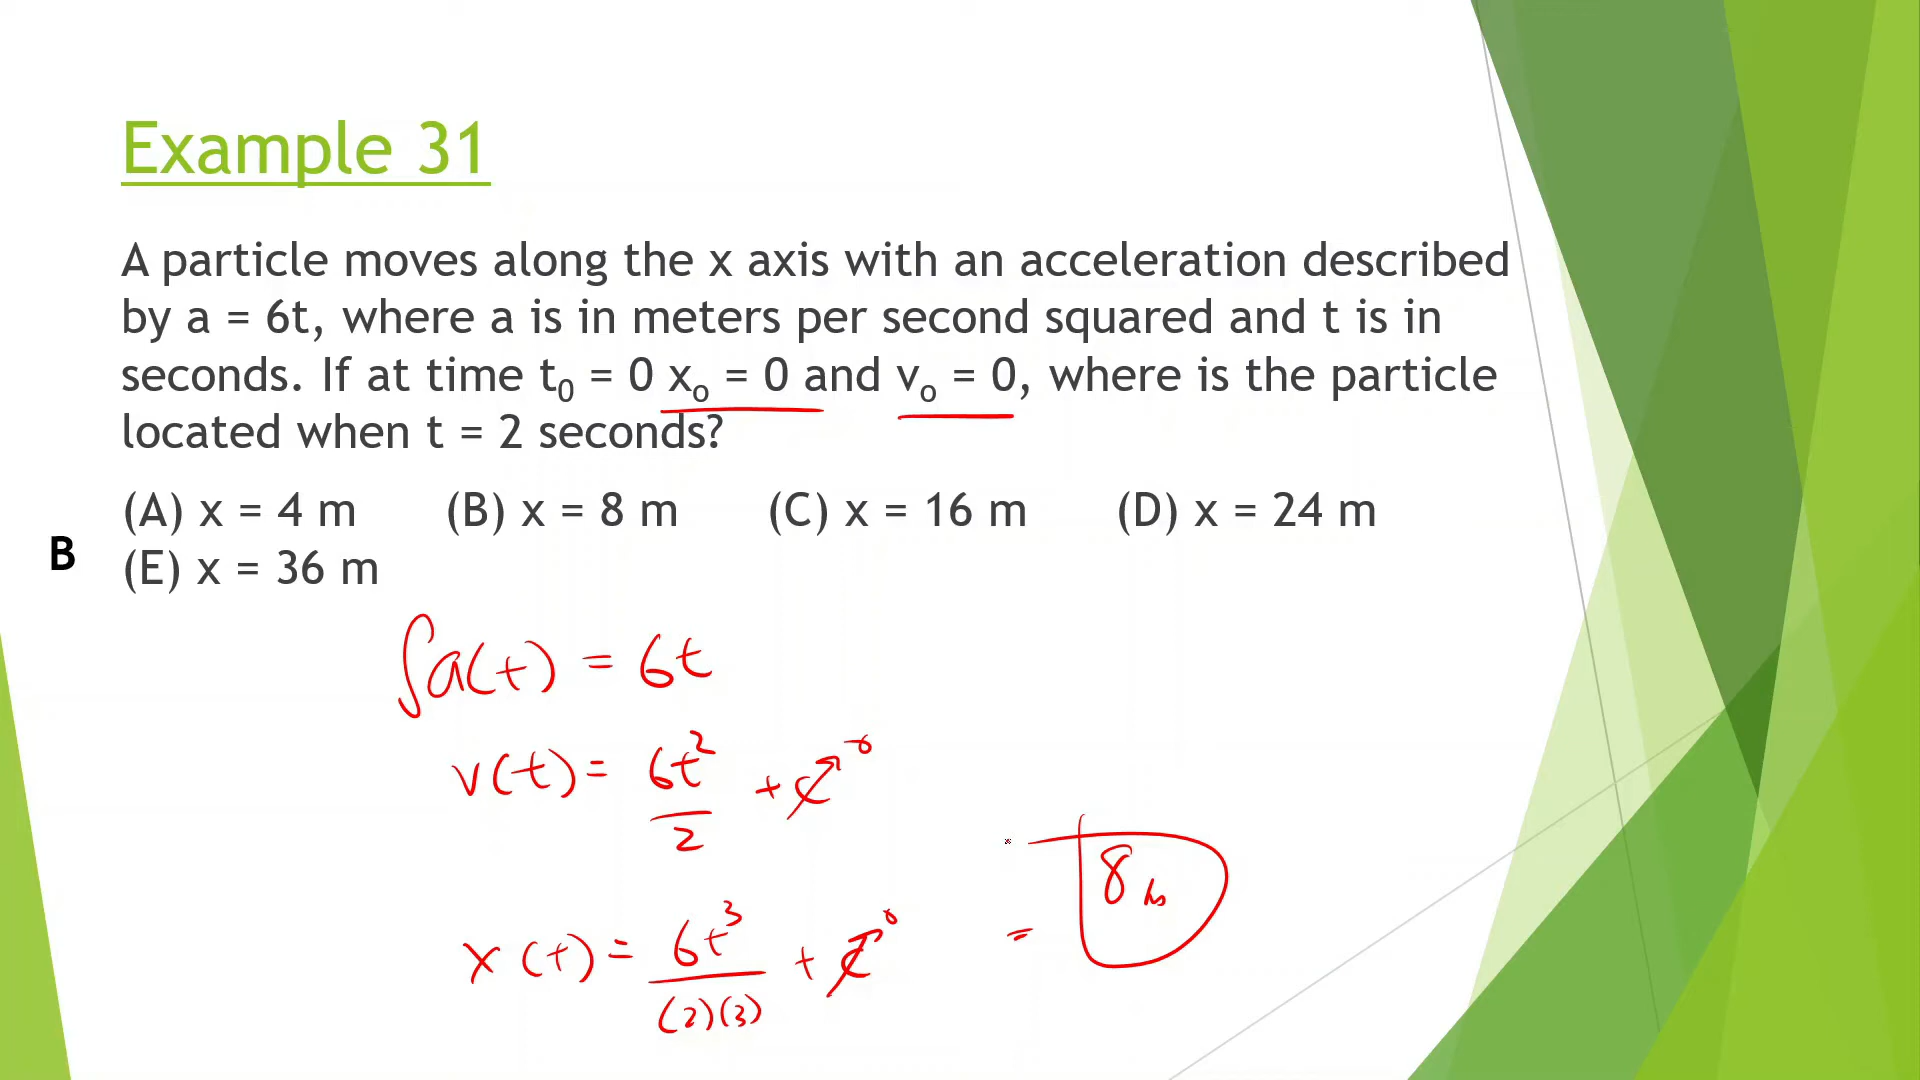 Example 31
A particle moves along the x axis with an acceleration described
by a = 6t, where a is in meters per second squared and t is in
seconds. If at time t₀ = 0 xₒ = 0 and vₒ = 0, where is the particle
located when t = 2 seconds?
(A) x = 4 m (B) x = 8 m (C) x = 16 m (D) x = 24 m
B
(E) x = 36 m
∫a(t) = 6t
v(t) = 6t²/2 + C 0
x(t) = 6t³/(2)(3) + C 0 = 8